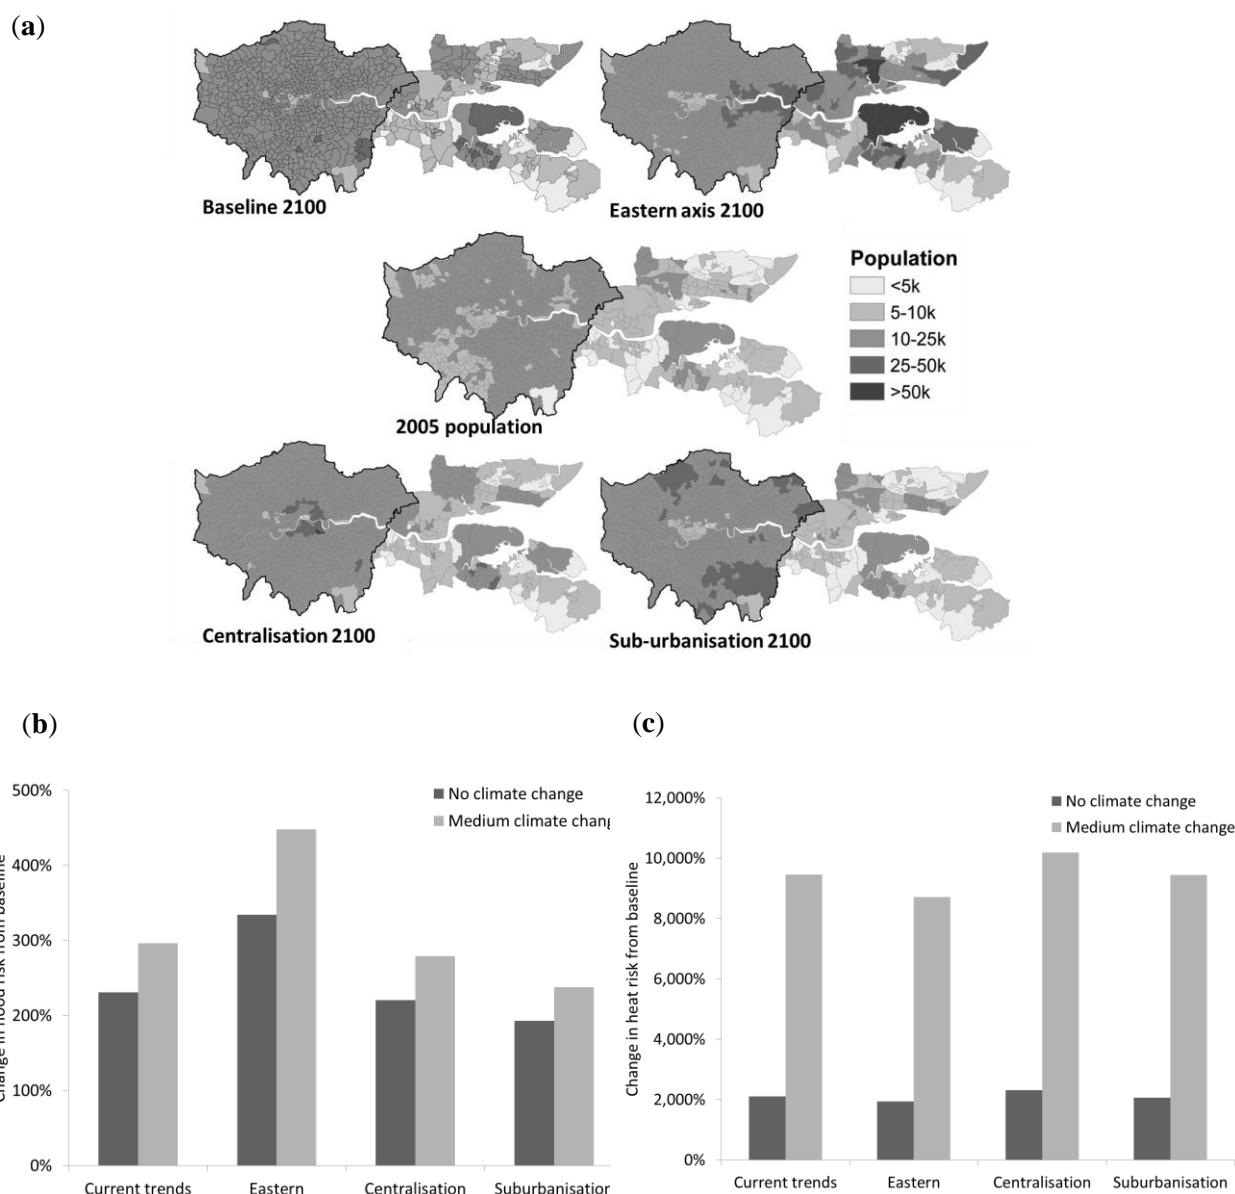 (a)
Baseline 2100
Eastern axis 2100
Population
<5k
5-10k
10-25k
25-50k
>50k
2005 population
Centralisation 2100
Sub-urbanisation 2100
(b)
500%
400%
300%
200%
100%
0%
Change in flood risk from baseline
No climate change
Medium climate chang
Current trends
Eastern
Centralisation
Suburbanisation
(c)
12,000%
10,000%
8,000%
6,000%
4,000%
2,000%
0%
Change in heat risk from baseline
No climate change
Medium climate change
Current trends
Eastern
Centralisation
Suburbanisation